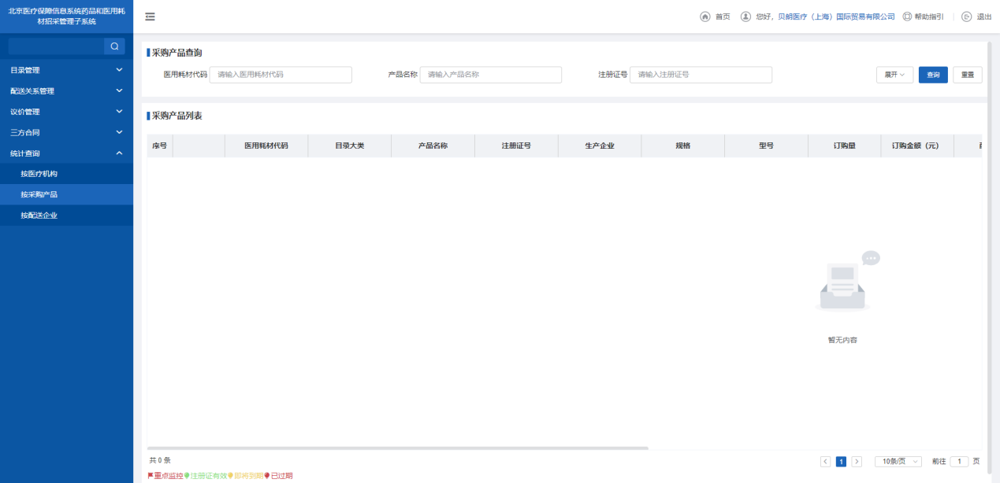 北京医疗保障信息系统药品和医用耗
材招采管理子系统
首页 您好，贝朗医疗（上海）国际贸易有限公司 帮助指引 退出
目录管理
配送关系管理
议价管理
三方合同
统计查询
按医疗机构
按采购产品
按配送企业
采购产品查询
医用耗材代码 请输入医用耗材代码 产品名称 请输入产品名称 注册证号 请输入注册证号 展开 查询 重置
采购产品列表
序号 医用耗材代码 目录大类 产品名称 注册证号 生产企业 规格 型号 订购量 订购金额（元）
暂无内容
共 0 条 1 10条/页 前往 1 页
重点监控 注册证有效 即将到期 已过期